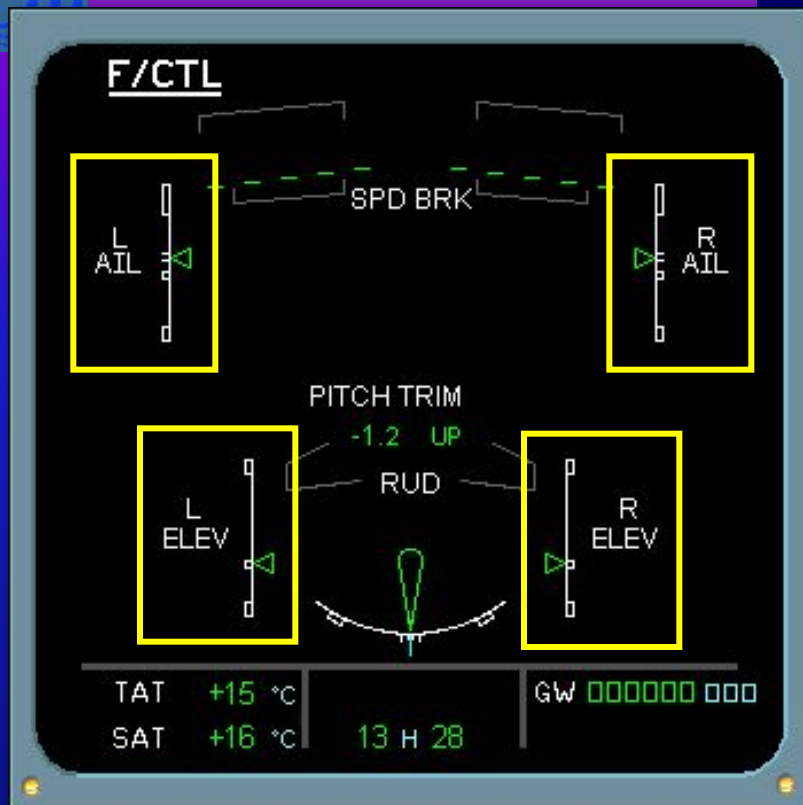 F/CTL
SPD BRK
L
AIL
R
AIL
PITCH TRIM
-1.2 UP
RUD
L
ELEV
R
ELEV
TAT +15 °C
GW
SAT +16 °C
13 H 28